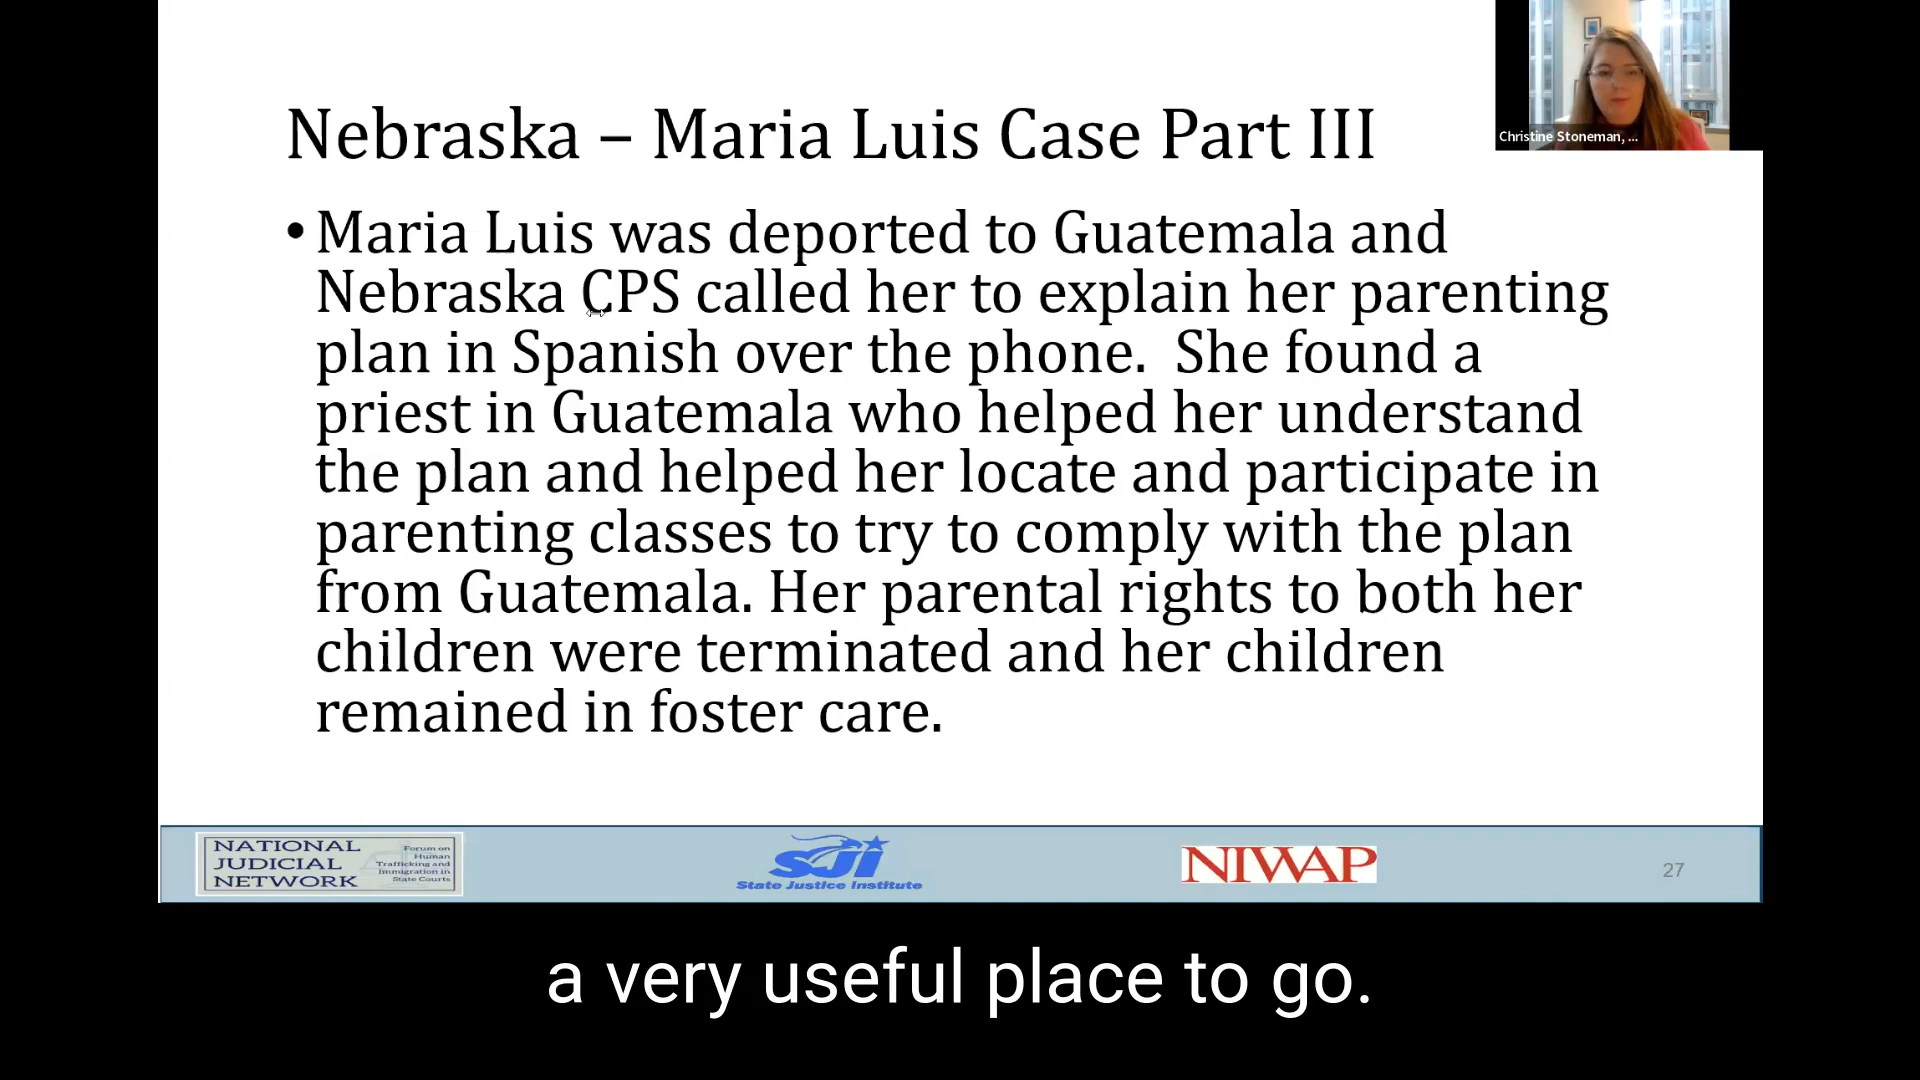 Nebraska – Maria Luis Case Part III
Christine Stoneman, ...
• Maria Luis was deported to Guatemala and
Nebraska CPS called her to explain her parenting
plan in Spanish over the phone.  She found a
priest in Guatemala who helped her understand
the plan and helped her locate and participate in
parenting classes to try to comply with the plan
from Guatemala. Her parental rights to both her
children were terminated and her children
remained in foster care.
NATIONAL
JUDICIAL
NETWORK
Forum on
Human
Trafficking and
Immigration in
State Courts
SJI
State Justice Institute
NIWAP
27
a very useful place to go.